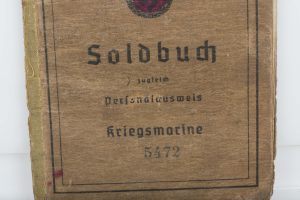 Soldbuch
zugleich
Personalausweis
Kriegsmarine
5472